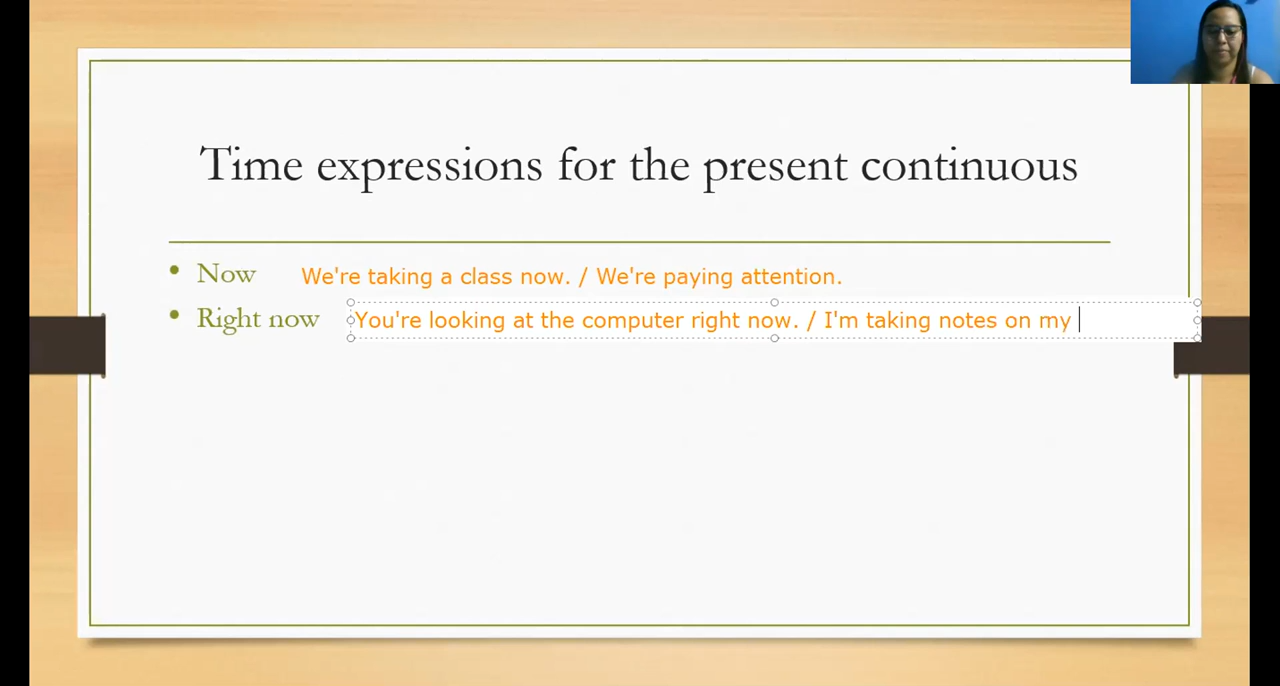 Time expressions for the present continuous
• Now We're taking a class now. / We're paying attention.
• Right now You're looking at the computer right now. / I'm taking notes on my